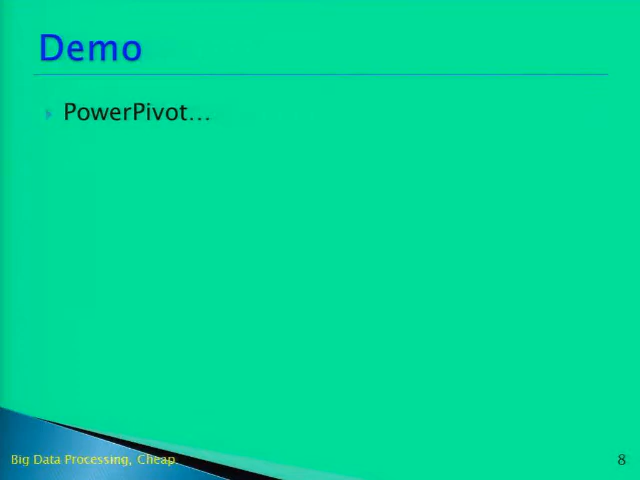 Demo
PowerPivot...
Big Data Processing, Cheap.
8